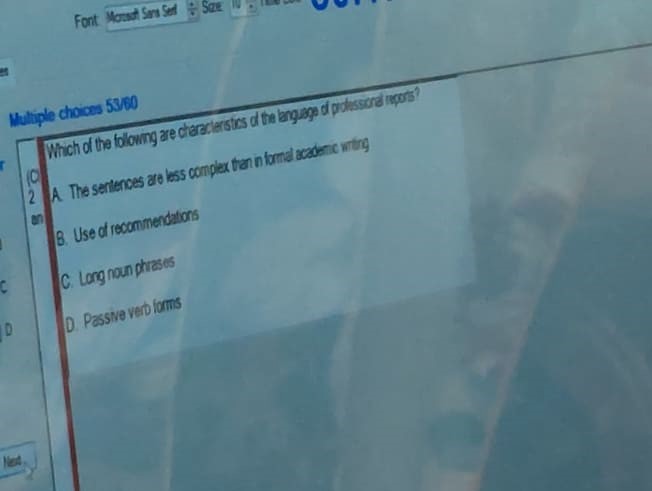 Font: Microsoft Sans Serif Size: 10
Multiple choices 53/60
Which of the following are characteristics of the language of professional reports?
(C
2 A. The sentences are less complex than in formal academic writing
an
B. Use of recommendations
C C. Long noun phrases
D D. Passive verb forms
Next